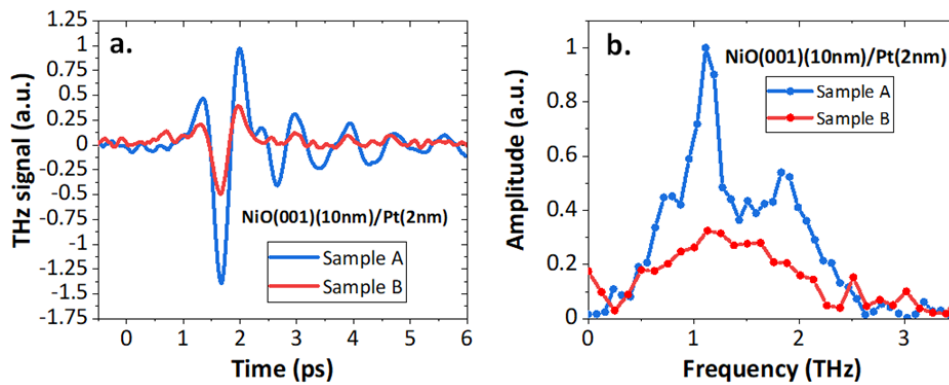 a.
THz signal (a.u.)
1.25
1
0.75
0.5
0.25
0
-0.25
-0.5
-0.75
-1
-1.25
-1.5
-1.75
NiO(001)(10nm)/Pt(2nm)
Sample A
Sample B
0 1 2 3 4 5 6
Time (ps)
b.
Amplitude (a.u.)
1
0.8
0.6
0.4
0.2
0
NiO(001)(10nm)/Pt(2nm)
Sample A
Sample B
0 1 2 3
Frequency (THz)